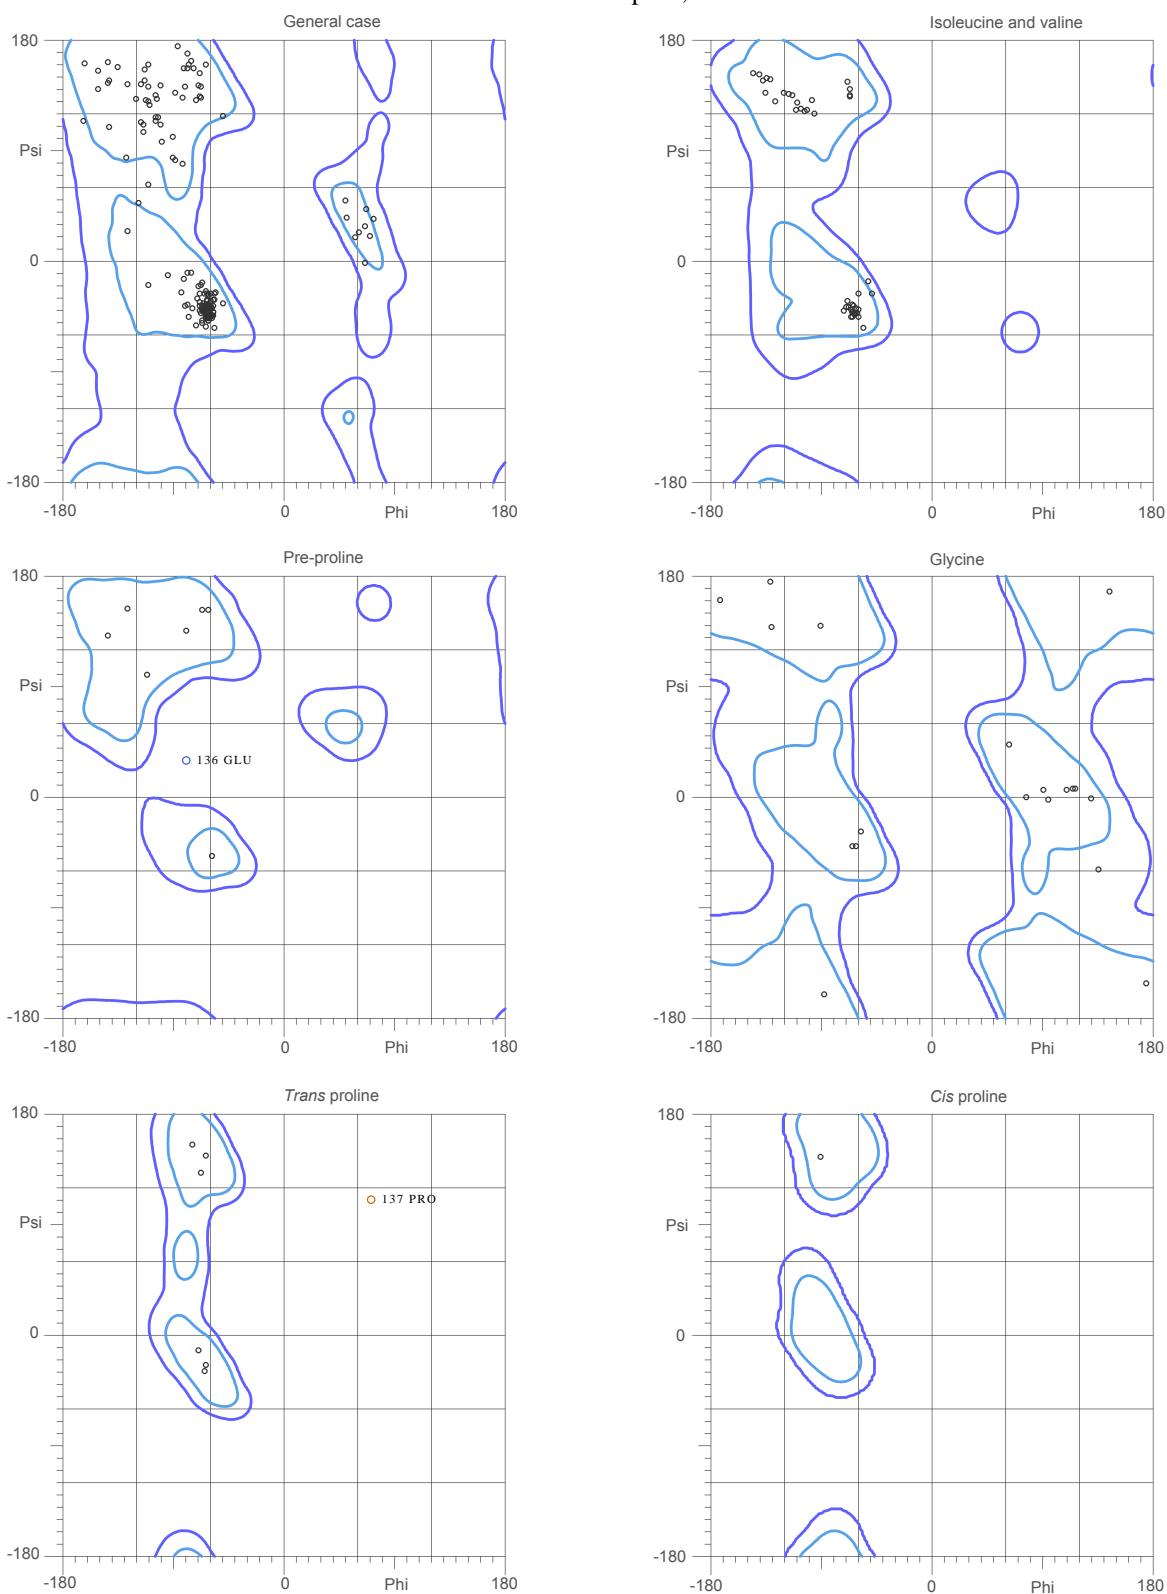 General case
Isoleucine and valine
180
Psi
0
-180
-180
0
Phi
180
180
Psi
0
-180
-180
0
Phi
180
Pre-proline
Glycine
180
Psi
0
-180
136 GLU
-180
0
Phi
180
180
Psi
0
-180
-180
0
Phi
180
Trans proline
Cis proline
180
Psi
0
-180
137 PRO
-180
0
Phi
180
180
Psi
0
-180
-180
0
Phi
180